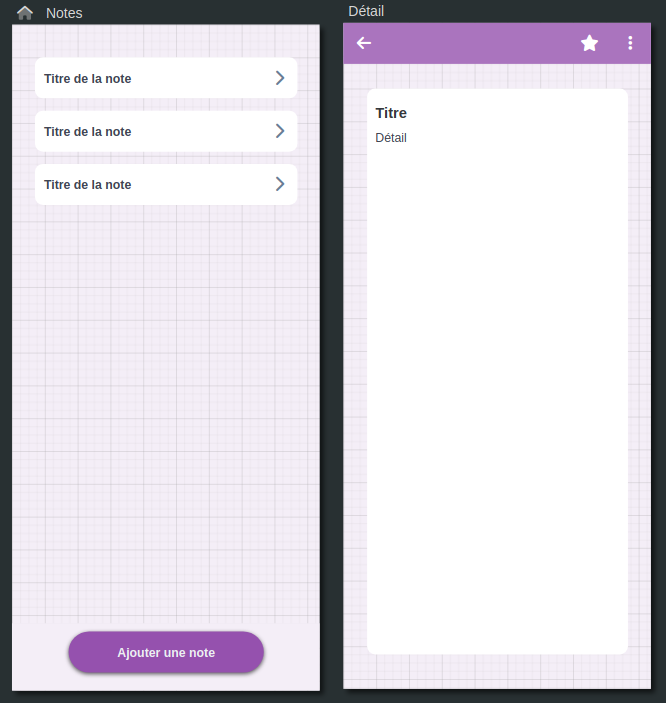 Notes
Titre de la note
Titre de la note
Titre de la note
Ajouter une note
Détail
Titre
Détail